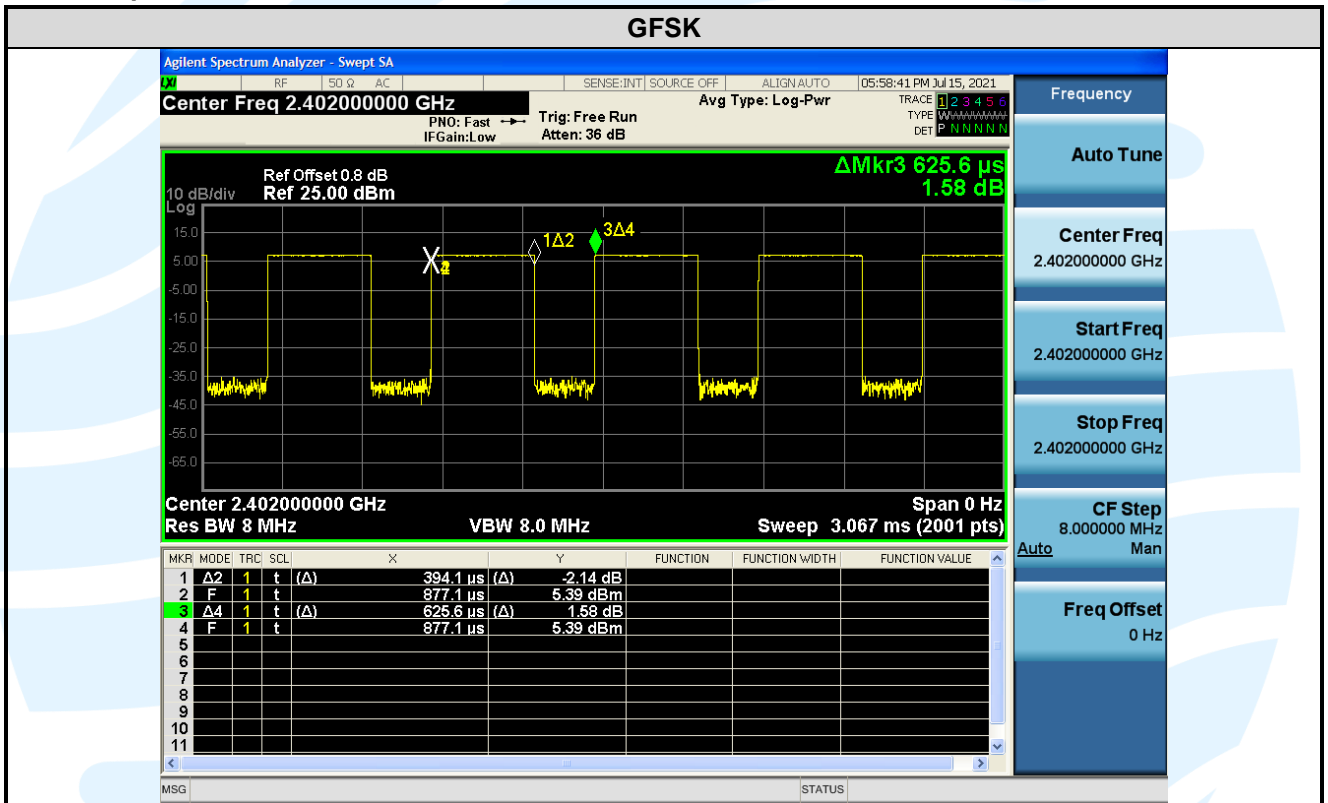 GFSK
Agilent Spectrum Analyzer - Swept SA
LXI RF 50 Ω AC SENSE:INT SOURCE OFF ALIGN AUTO 05:58:41 PM Jul 15, 2021
Center Freq 2.402000000 GHz
PNO: Fast
IFGain:Low
Trig: Free Run
Atten: 36 dB
Avg Type: Log-Pwr
TRACE 1 2 3 4 5 6
TYPE WWWWWW
DET P N N N N N
ΔMkr3 625.6 µs
1.58 dB
Ref Offset 0.8 dB
10 dB/div Ref 25.00 dBm
Log
15.0
5.00
-5.00
-15.0
-25.0
-35.0
-45.0
-55.0
-65.0
1Δ2
3Δ4
Center 2.402000000 GHz Span 0 Hz
Res BW 8 MHz VBW 8.0 MHz Sweep 3.067 ms (2001 pts)
MKR MODE TRC SCL X Y FUNCTION FUNCTION WIDTH FUNCTION VALUE
1 Δ2 1 t (Δ) 394.1 µs (Δ) -2.14 dB
2 F 1 t 877.1 µs 5.39 dBm
3 Δ4 1 t (Δ) 625.6 µs (Δ) 1.58 dB
4 F 1 t 877.1 µs 5.39 dBm
5
6
7
8
9
10
11
MSG STATUS
Frequency
Auto Tune
Center Freq
2.402000000 GHz
Start Freq
2.402000000 GHz
Stop Freq
2.402000000 GHz
CF Step
8.000000 MHz
Auto Man
Freq Offset
0 Hz